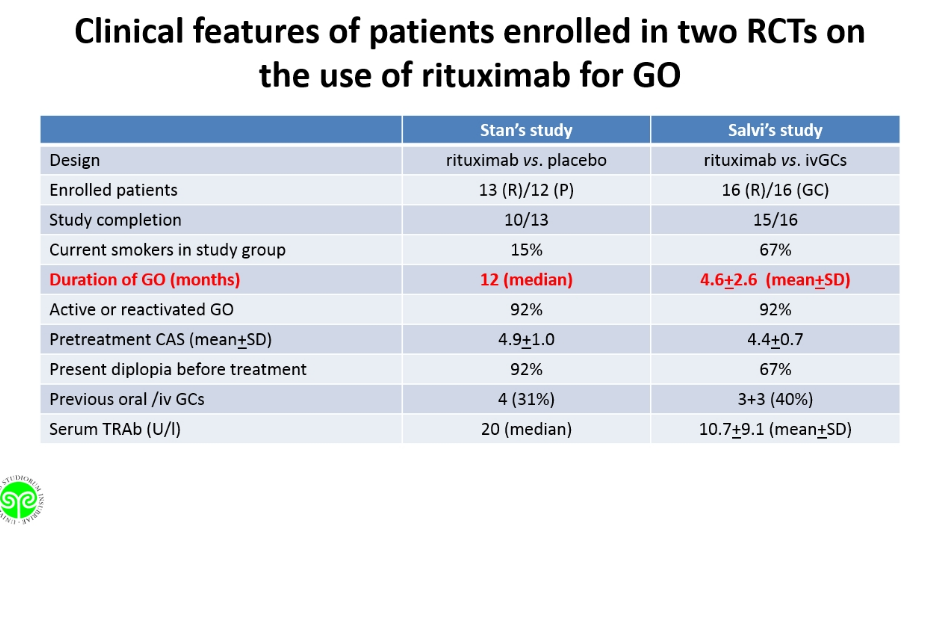 Clinical features of patients enrolled in two RCTs on
the use of rituximab for GO
Stan's study Salvi's study
Design rituximab vs. placebo rituximab vs. ivGCs
Enrolled patients 13 (R)/12 (P) 16 (R)/16 (GC)
Study completion 10/13 15/16
Current smokers in study group 15% 67%
Duration of GO (months) 12 (median) 4.6±2.6 (mean±SD)
Active or reactivated GO 92% 92%
Pretreatment CAS (mean±SD) 4.9±1.0 4.4±0.7
Present diplopia before treatment 92% 67%
Previous oral /iv GCs 4 (31%) 3+3 (40%)
Serum TRAb (U/l) 20 (median) 10.7±9.1 (mean±SD)
STUDIORUM INSUBRIAE